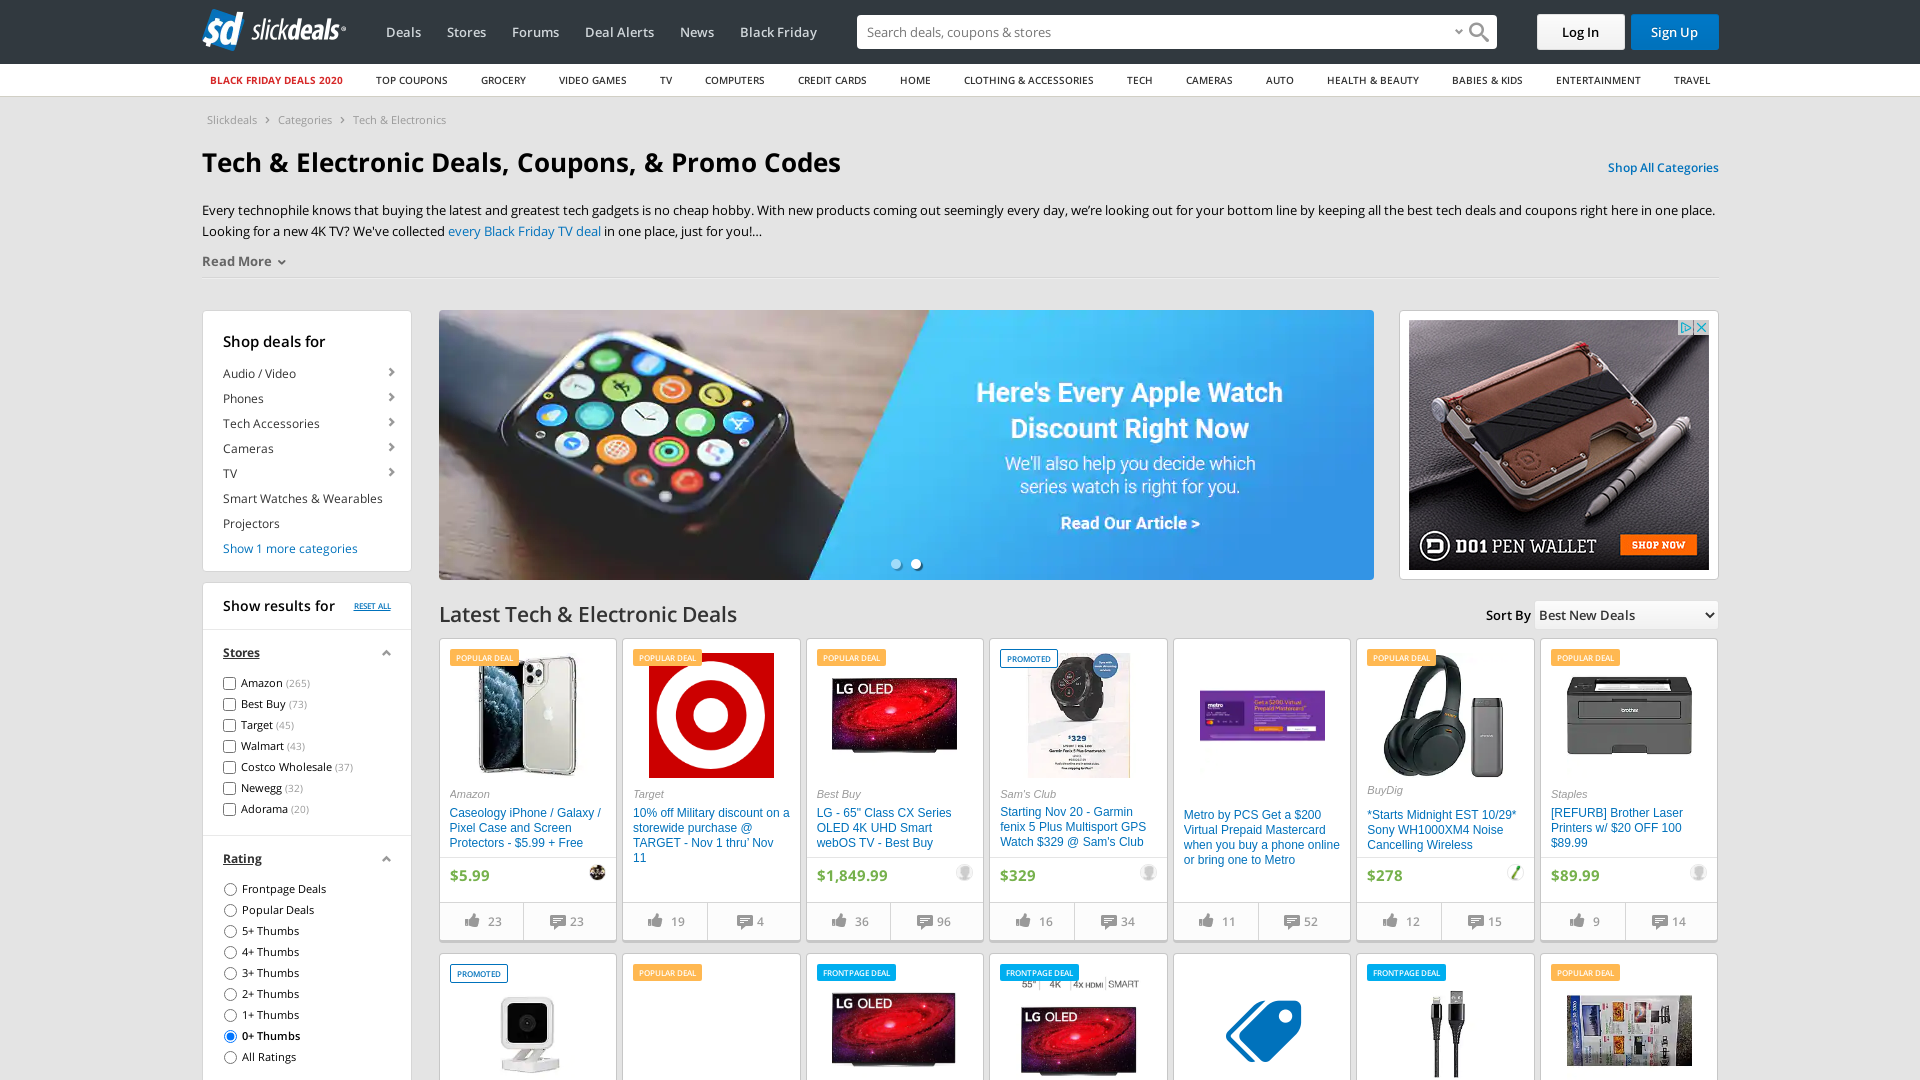 sd slickdeals
Deals
Stores
Forums
Deal Alerts
News
Black Friday
Search deals, coupons & stores
Log In
Sign Up
BLACK FRIDAY DEALS 2020
TOP COUPONS
GROCERY
VIDEO GAMES
TV
COMPUTERS
CREDIT CARDS
HOME
CLOTHING & ACCESSORIES
TECH
CAMERAS
AUTO
HEALTH & BEAUTY
BABIES & KIDS
ENTERTAINMENT
TRAVEL
Slickdeals > Categories > Tech & Electronics
Tech & Electronic Deals, Coupons, & Promo Codes
Shop All Categories
Every technophile knows that buying the latest and greatest tech gadgets is no cheap hobby. With new products coming out seemingly every day, we’re looking out for your bottom line by keeping all the best tech deals and coupons right here in one place.
Looking for a new 4K TV? We've collected every Black Friday TV deal in one place, just for you!...
Read More
Shop deals for
Audio / Video
Phones
Tech Accessories
Cameras
TV
Smart Watches & Wearables
Projectors
Show 1 more categories
Here's Every Apple Watch
Discount Right Now
We'll also help you decide which
series watch is right for you.
Read Our Article >
D01 PEN WALLET
SHOP NOW
Show results for
RESET ALL
Stores
Amazon (265)
Best Buy (73)
Target (45)
Walmart (43)
Costco Wholesale (37)
Newegg (32)
Adorama (20)
Rating
Frontpage Deals
Popular Deals
5+ Thumbs
4+ Thumbs
3+ Thumbs
2+ Thumbs
1+ Thumbs
0+ Thumbs
All Ratings
Latest Tech & Electronic Deals
Sort By
Best New Deals
POPULAR DEAL
Amazon
Caseology iPhone / Galaxy /
Pixel Case and Screen
Protectors - $5.99 + Free
$5.99
23
23
POPULAR DEAL
Target
10% off Military discount on a
storewide purchase @
TARGET - Nov 1 thru' Nov
11
19
4
POPULAR DEAL
LG OLED
Best Buy
LG - 65" Class CX Series
OLED 4K UHD Smart
webOS TV - Best Buy
$1,849.99
36
96
PROMOTED
$329
Sam's Club
Starting Nov 20 - Garmin
fenix 5 Plus Multisport GPS
Watch $329 @ Sam's Club
$329
16
34
metro
Get a $200
Virtual Prepaid
Mastercard
Metro by PCS Get a $200
Virtual Prepaid Mastercard
when you buy a phone online
or bring one to Metro
11
52
POPULAR DEAL
BuyDig
*Starts Midnight EST 10/29*
Sony WH1000XM4 Noise
Cancelling Wireless
$278
12
15
POPULAR DEAL
brother
Staples
[REFURB] Brother Laser
Printers w/ $20 OFF 100
$89.99
$89.99
9
14
PROMOTED
POPULAR DEAL
FRONTPAGE DEAL
LG OLED
FRONTPAGE DEAL
55" 4K 4x HDMI SMART
LG OLED
FRONTPAGE DEAL
POPULAR DEAL